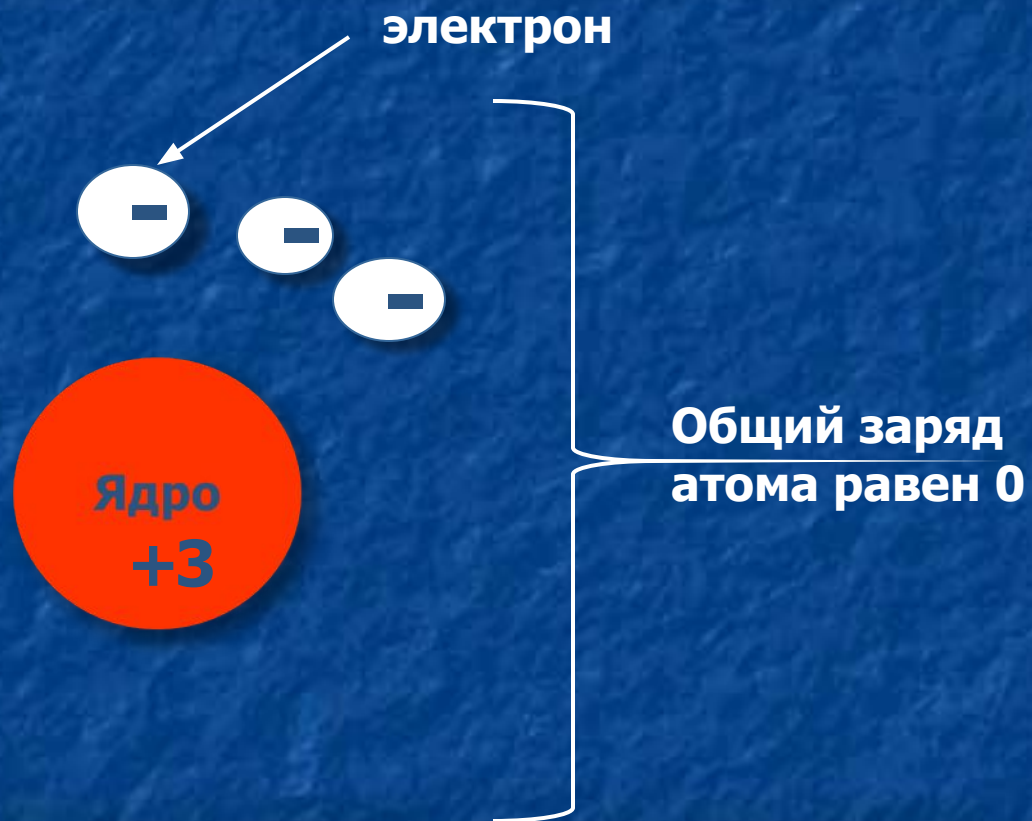 электрон
-
-
-
Ядро
+3
Общий заряд
атома равен 0